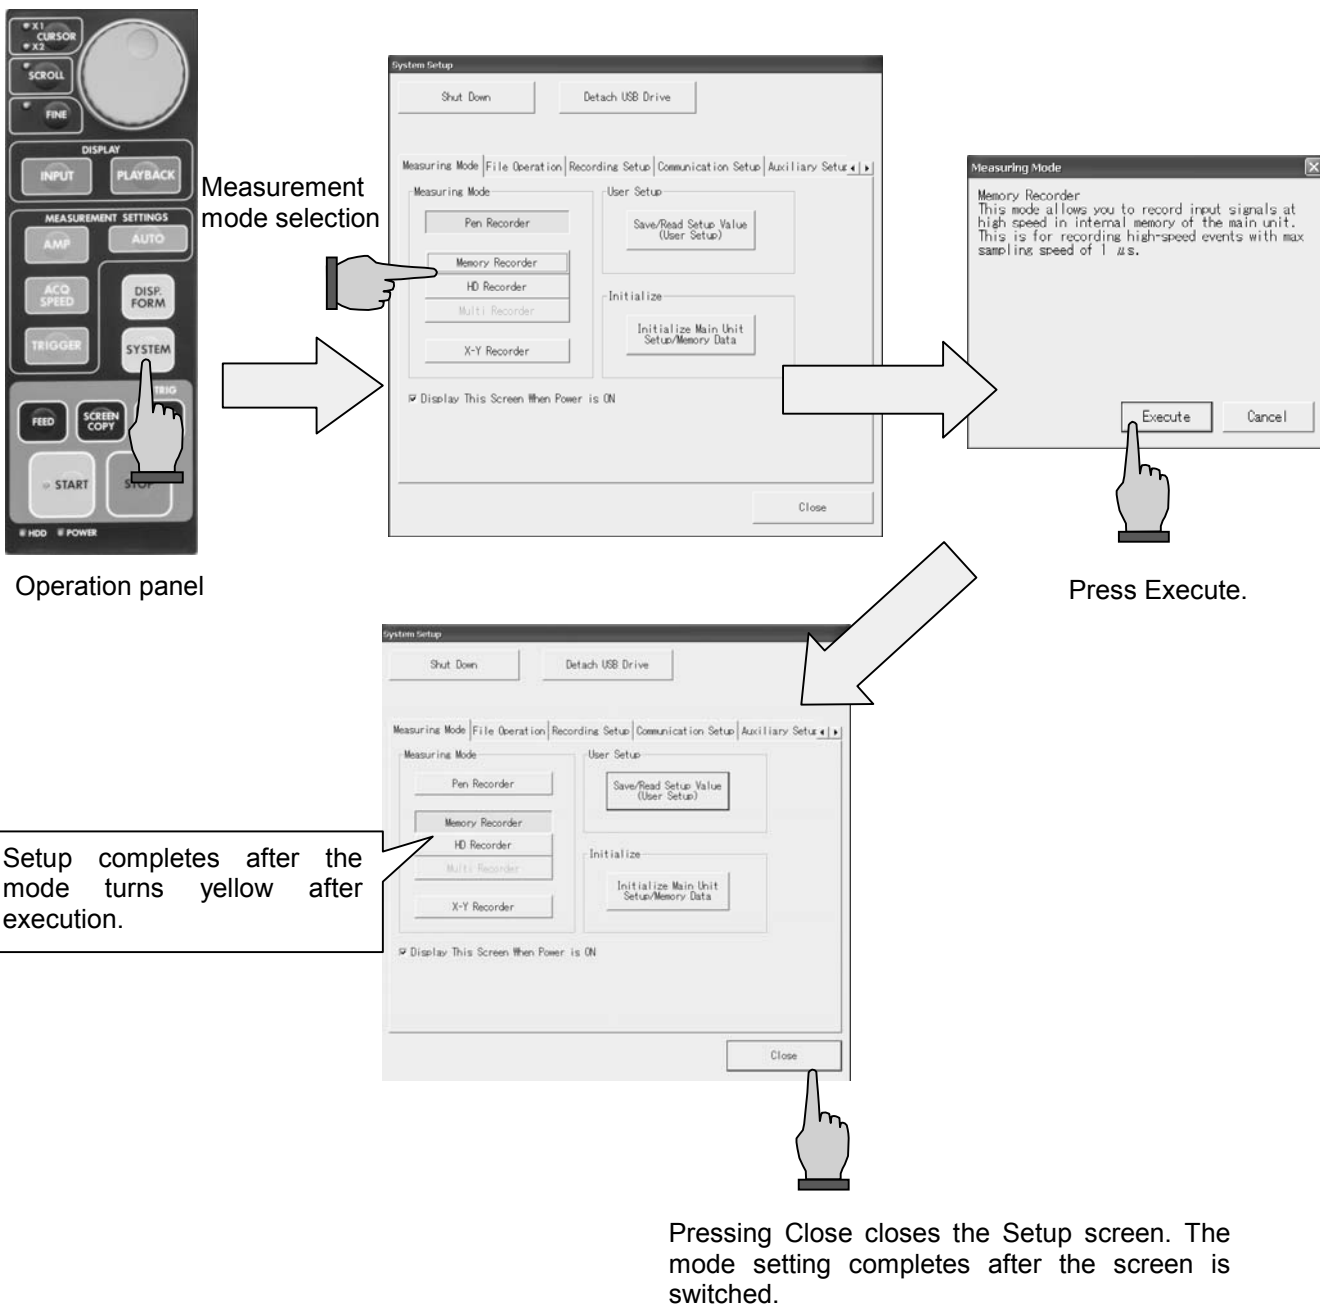 X1
CURSOR
X2
SCROLL
FINE
DISPLAY
INPUT PLAYBACK
MEASUREMENT SETTINGS
AMP AUTO
ACQ
SPEED
DISP.
FORM
TRIGGER SYSTEM
TRIG
FEED
SCREEN
COPY
START STOP
HDD POWER
Operation panel
Measurement
mode selection
System Setup
Shut Down Detach USB Drive
Measuring Mode File Operation Recording Setup Communication Setup Auxiliary Setup
Measuring Mode
Pen Recorder
Memory Recorder
HD Recorder
Multi Recorder
X-Y Recorder
User Setup
Save/Read Setup Value
(User Setup)
Initialize
Initialize Main Unit
Setup/Memory Data
Display This Screen When Power is ON
Close
Measuring Mode
Memory Recorder
This mode allows you to record input signals at
high speed in internal memory of the main unit.
This is for recording high-speed events with max
sampling speed of 1 μs.
Execute Cancel
Press Execute.
System Setup
Shut Down Detach USB Drive
Measuring Mode File Operation Recording Setup Communication Setup Auxiliary Setup
Measuring Mode
Pen Recorder
Memory Recorder
HD Recorder
Multi Recorder
X-Y Recorder
User Setup
Save/Read Setup Value
(User Setup)
Initialize
Initialize Main Unit
Setup/Memory Data
Display This Screen When Power is ON
Close
Setup completes after the
mode turns yellow after
execution.
Pressing Close closes the Setup screen. The
mode setting completes after the screen is
switched.